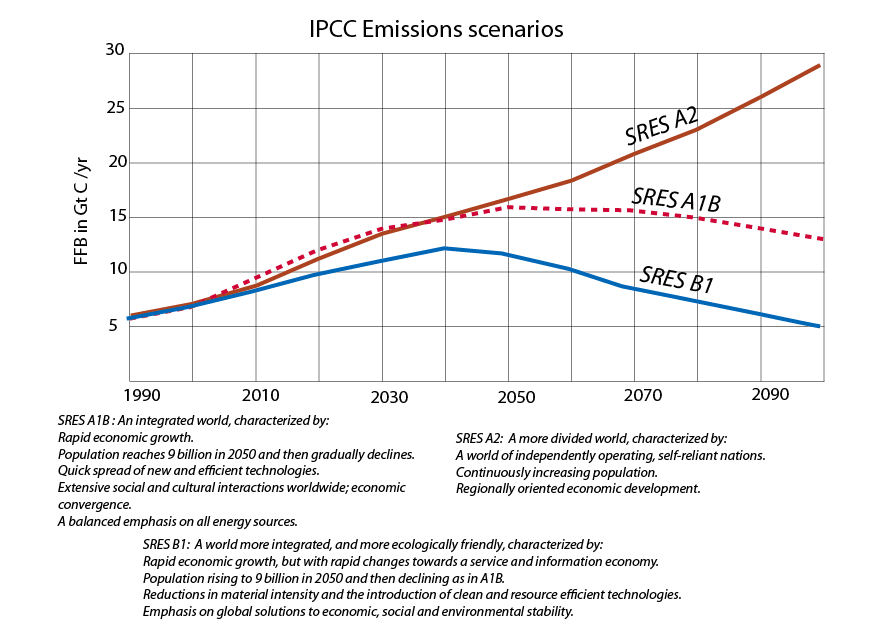 IPCC Emissions scenarios
30
25
20
15
10
5
FFB in Gt C /yr
SRES A2
SRES A1B
SRES B1
1990
2010
2030
2050
2070
2090
SRES A1B : An integrated world, characterized by:
Rapid economic growth.
Population reaches 9 billion in 2050 and then gradually declines.
Quick spread of new and efficient technologies.
Extensive social and cultural interactions worldwide; economic
convergence.
A balanced emphasis on all energy sources.
SRES A2: A more divided world, characterized by:
A world of independently operating, self-reliant nations.
Continuously increasing population.
Regionally oriented economic development.
SRES B1: A world more integrated, and more ecologically friendly, characterized by:
Rapid economic growth, but with rapid changes towards a service and information economy.
Population rising to 9 billion in 2050 and then declining as in A1B.
Reductions in material intensity and the introduction of clean and resource efficient technologies.
Emphasis on global solutions to economic, social and environmental stability.